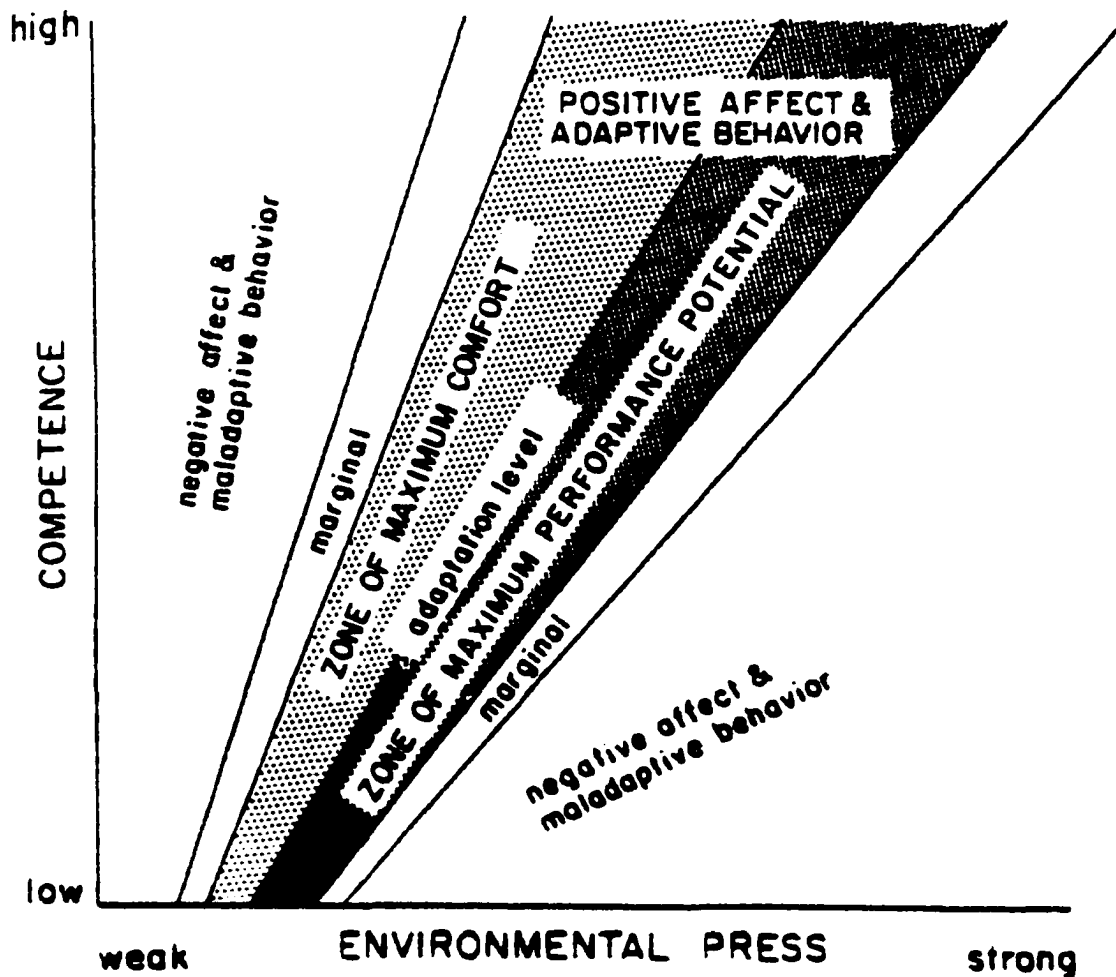 high
POSITIVE AFFECT &
ADAPTIVE BEHAVIOR
negative affect &
maladaptive behavior
marginal
ZONE OF MAXIMUM COMFORT
adaptation level
ZONE OF MAXIMUM PERFORMANCE POTENTIAL
marginal
negative affect &
maladaptive behavior
COMPETENCE
low
weak
ENVIRONMENTAL PRESS
strong